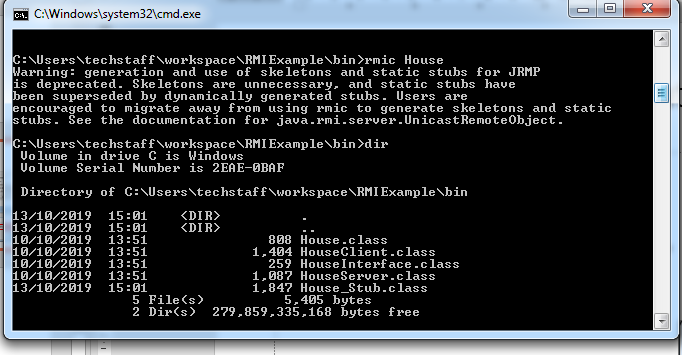 C:\Windows\system32\cmd.exe
C:\Users\techstaff\workspace\RMIExample\bin>rmic House
Warning: generation and use of skeletons and static stubs for JRMP
is deprecated. Skeletons are unnecessary, and static stubs have
been superseded by dynamically generated stubs. Users are
encouraged to migrate away from using rmic to generate skeletons and static
stubs. See the documentation for java.rmi.server.UnicastRemoteObject.
C:\Users\techstaff\workspace\RMIExample\bin>dir
Volume in drive C is Windows
Volume Serial Number is 2EAE-0BAF
Directory of C:\Users\techstaff\workspace\RMIExample\bin
13/10/2019 15:01 <DIR> .
13/10/2019 15:01 <DIR> ..
10/10/2019 13:51 808 House.class
10/10/2019 13:51 1,404 HouseClient.class
10/10/2019 13:51 259 HouseInterface.class
10/10/2019 13:51 1,087 HouseServer.class
13/10/2019 15:01 1,847 House_Stub.class
5 File(s) 5,405 bytes
2 Dir(s) 279,859,335,168 bytes free